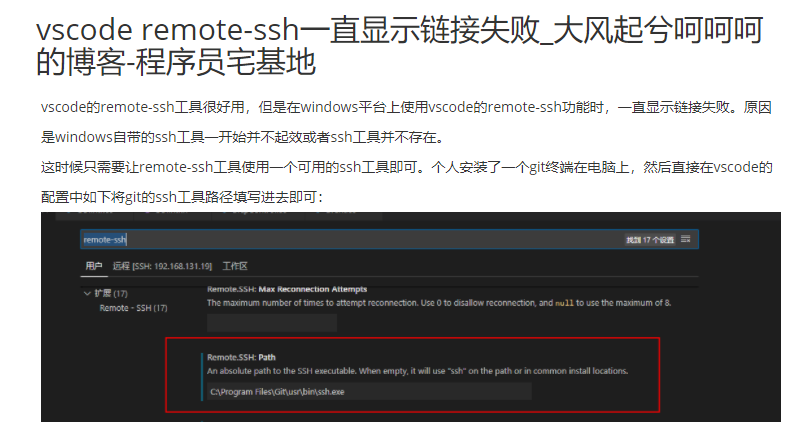 vscode remote-ssh一直显示链接失败_大风起兮呵呵呵
的博客-程序员宅基地
vscode的remote-ssh工具很好用，但是在windows平台上使用vscode的remote-ssh功能时，一直显示链接失败。原因
是windows自带的ssh工具一开始并不起效或者ssh工具并不存在。
这时候只需要让remote-ssh工具使用一个可用的ssh工具即可。个人安装了一个git终端在电脑上，然后直接在vscode的
配置中如下将git的ssh工具路径填写进去即可：
remote-ssh
找到 17 个设置
用户 远程 [SSH: 192.168.131.19] 工作区
扩展 (17)
Remote - SSH (17)
Remote.SSH: Max Reconnection Attempts
The maximum number of times to attempt reconnection. Use 0 to disallow reconnection, and null to use the maximum of 8.
Remote.SSH: Path
An absolute path to the SSH executable. When empty, it will use "ssh" on the path or in common install locations.
C:\Program Files\Git\usr\bin\ssh.exe